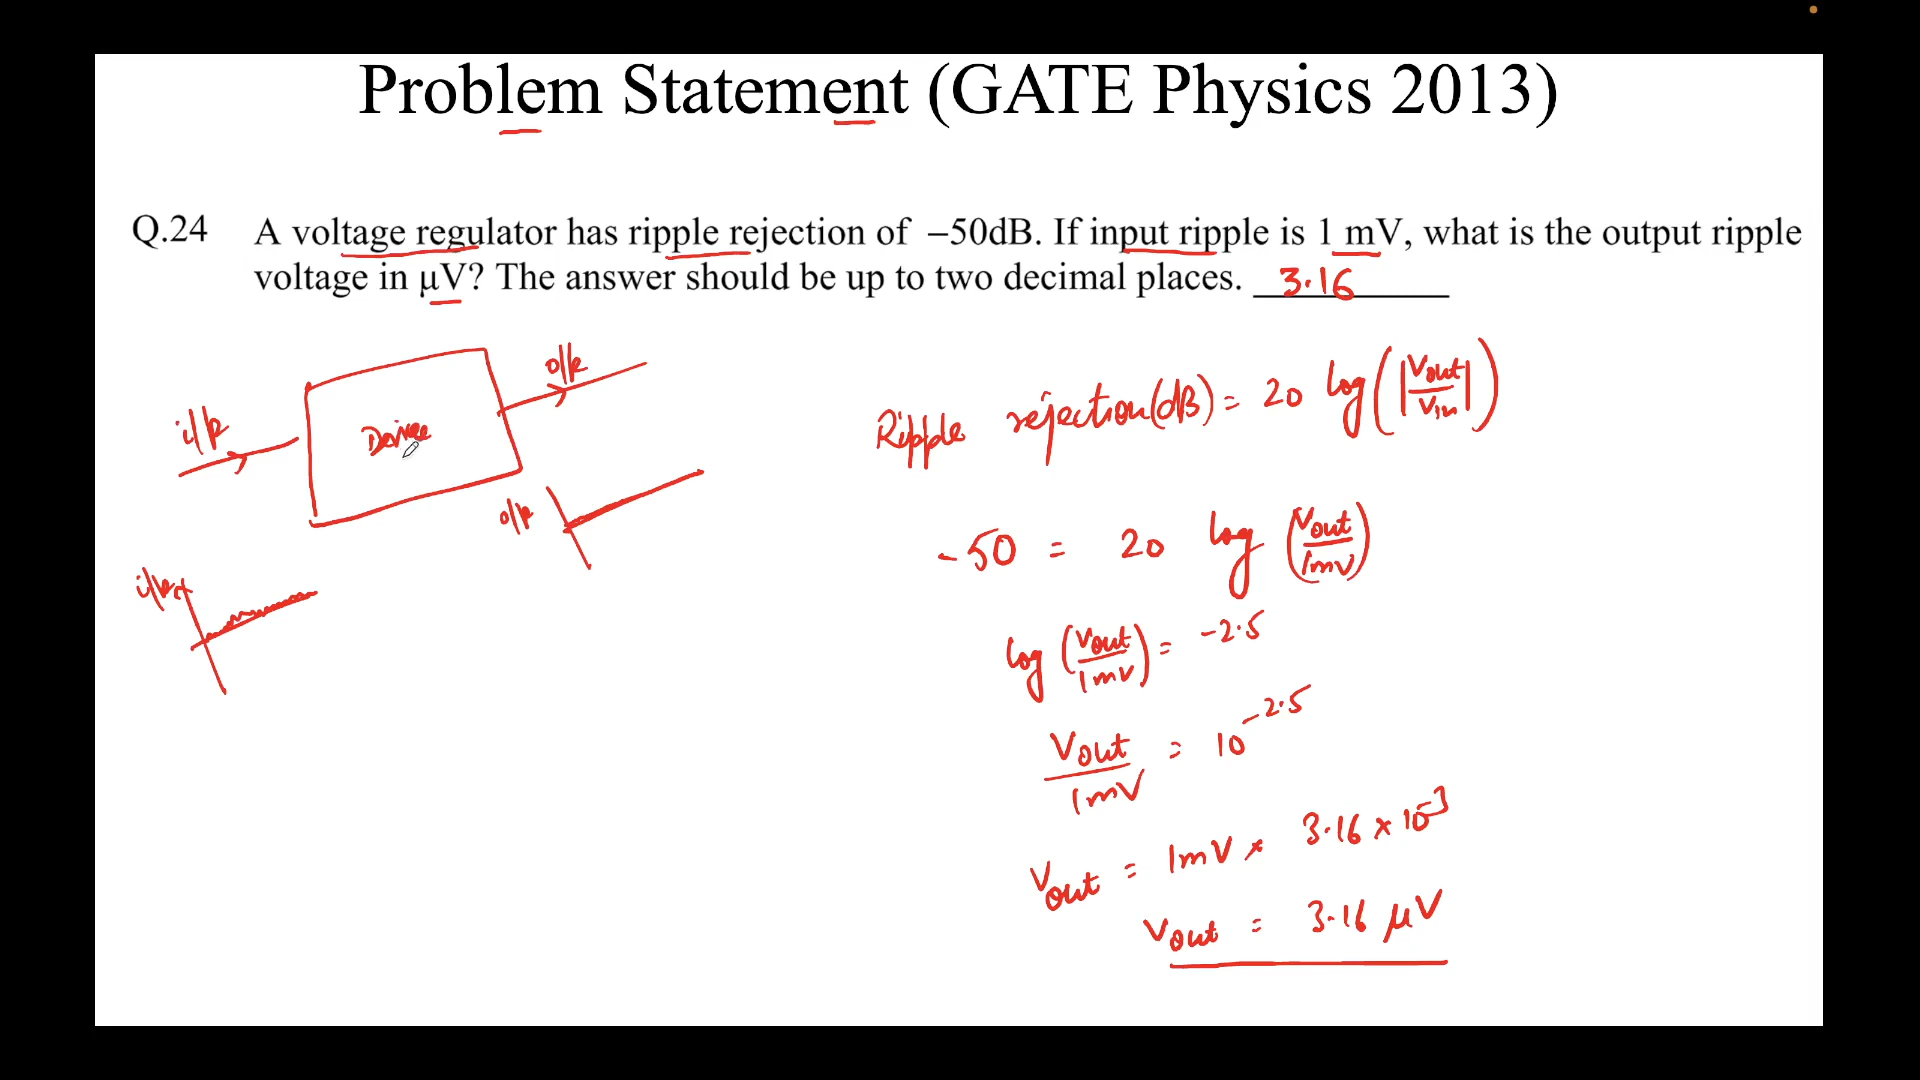 Problem Statement (GATE Physics 2013)
Q.24 A voltage regulator has ripple rejection of −50dB. If input ripple is 1 mV, what is the output ripple
voltage in μV? The answer should be up to two decimal places. 3.16
i/p
Device
o/p
o/p
Ripple rejection(dB) = 20 log(|Vout/Vin|)
-50 = 20 log (Vout/1mV)
log (Vout/1mV) = -2.5
Vout/1mV = 10^-2.5
Vout = 1mV × 3.16 × 10^-3
Vout = 3.16 μV